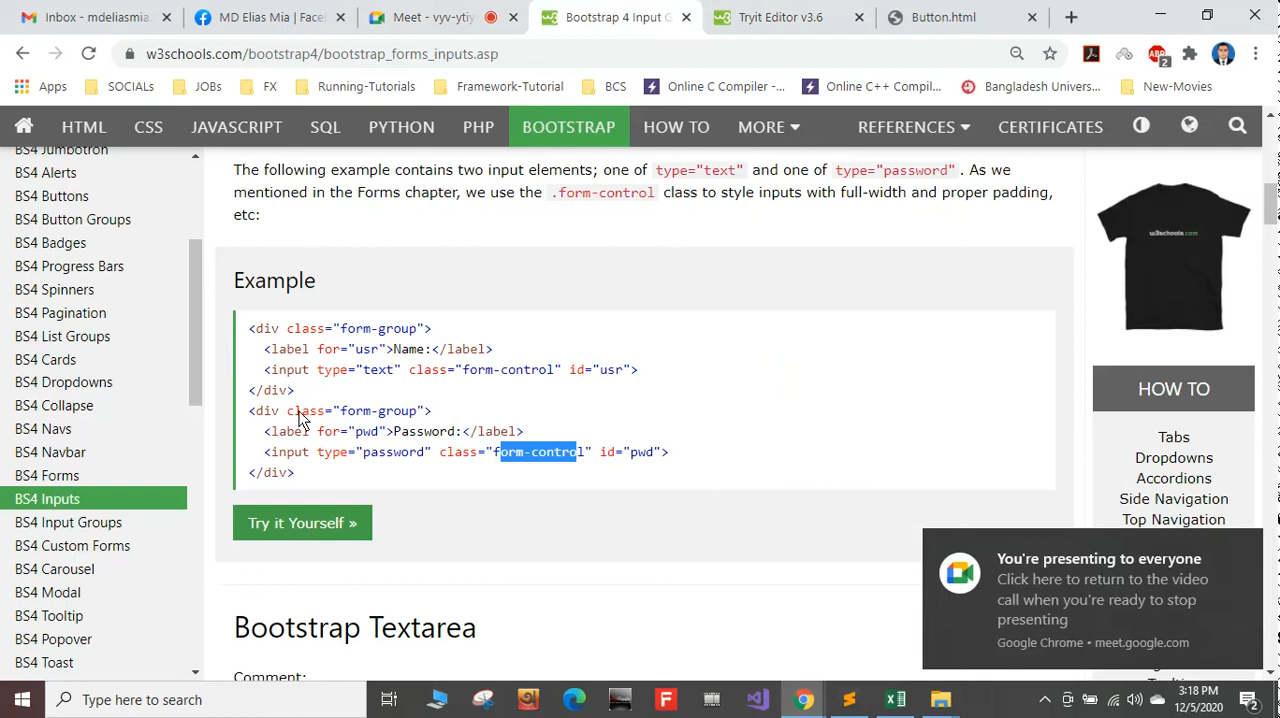 Inbox - mdeliasmia.
MD Elias Mia | Face
Meet - vyv-yitj
Bootstrap 4 Input G
Tryit Editor v3.6
Button.html
w3schools.com/bootstrap4/bootstrap_forms_inputs.asp
2
Apps
SOCIALs
JOBs
FX
Running-Tutorials
Framework-Tutorial
BCS
Online C Compiler -...
Online C++ Compil...
Bangladesh Univers...
New-Movies
HTML
CSS
JAVASCRIPT
SQL
PYTHON
PHP
BOOTSTRAP
HOW TO
MORE
REFERENCES
CERTIFICATES
BS4 Jumbotron
BS4 Alerts
BS4 Buttons
BS4 Button Groups
BS4 Badges
BS4 Progress Bars
BS4 Spinners
BS4 Pagination
BS4 List Groups
BS4 Cards
BS4 Dropdowns
BS4 Collapse
BS4 Navs
BS4 Navbar
BS4 Forms
BS4 Inputs
BS4 Input Groups
BS4 Custom Forms
BS4 Carousel
BS4 Modal
BS4 Tooltip
BS4 Popover
BS4 Toast
The following example contains two input elements; one of type="text" and one of type="password". As we
mentioned in the Forms chapter, we use the .form-control class to style inputs with full-width and proper padding,
etc:
Example
<div class="form-group">
<label for="usr">Name:</label>
<input type="text" class="form-control" id="usr">
</div>
<div class="form-group">
<label for="pwd">Password:</label>
<input type="password" class="form-control" id="pwd">
</div>
Try it Yourself »
Bootstrap Textarea
Comment:
w3schools.com
HOW TO
Tabs
Dropdowns
Accordions
Side Navigation
Top Navigation
You're presenting to everyone
Click here to return to the video
call when you're ready to stop
presenting
Google Chrome • meet.google.com
Type here to search
3:18 PM
12/5/2020
2